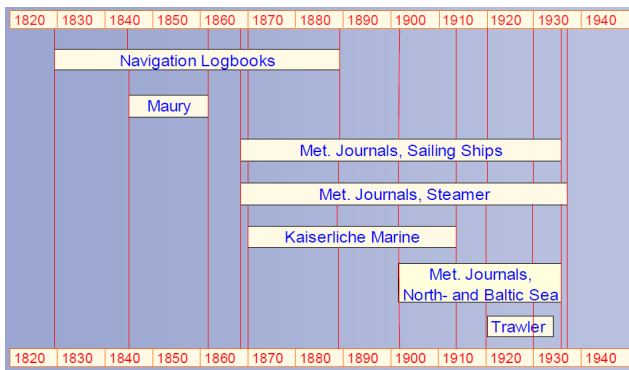 1820 1830 1840 1850 1860 1870 1880 1890 1900 1910 1920 1930 1940
Navigation Logbooks
Maury
Met. Journals, Sailing Ships
Met. Journals, Steamer
Kaiserliche Marine
Met. Journals,
North- and Baltic Sea
Trawler
1820 1830 1840 1850 1860 1870 1880 1890 1900 1910 1920 1930 1940